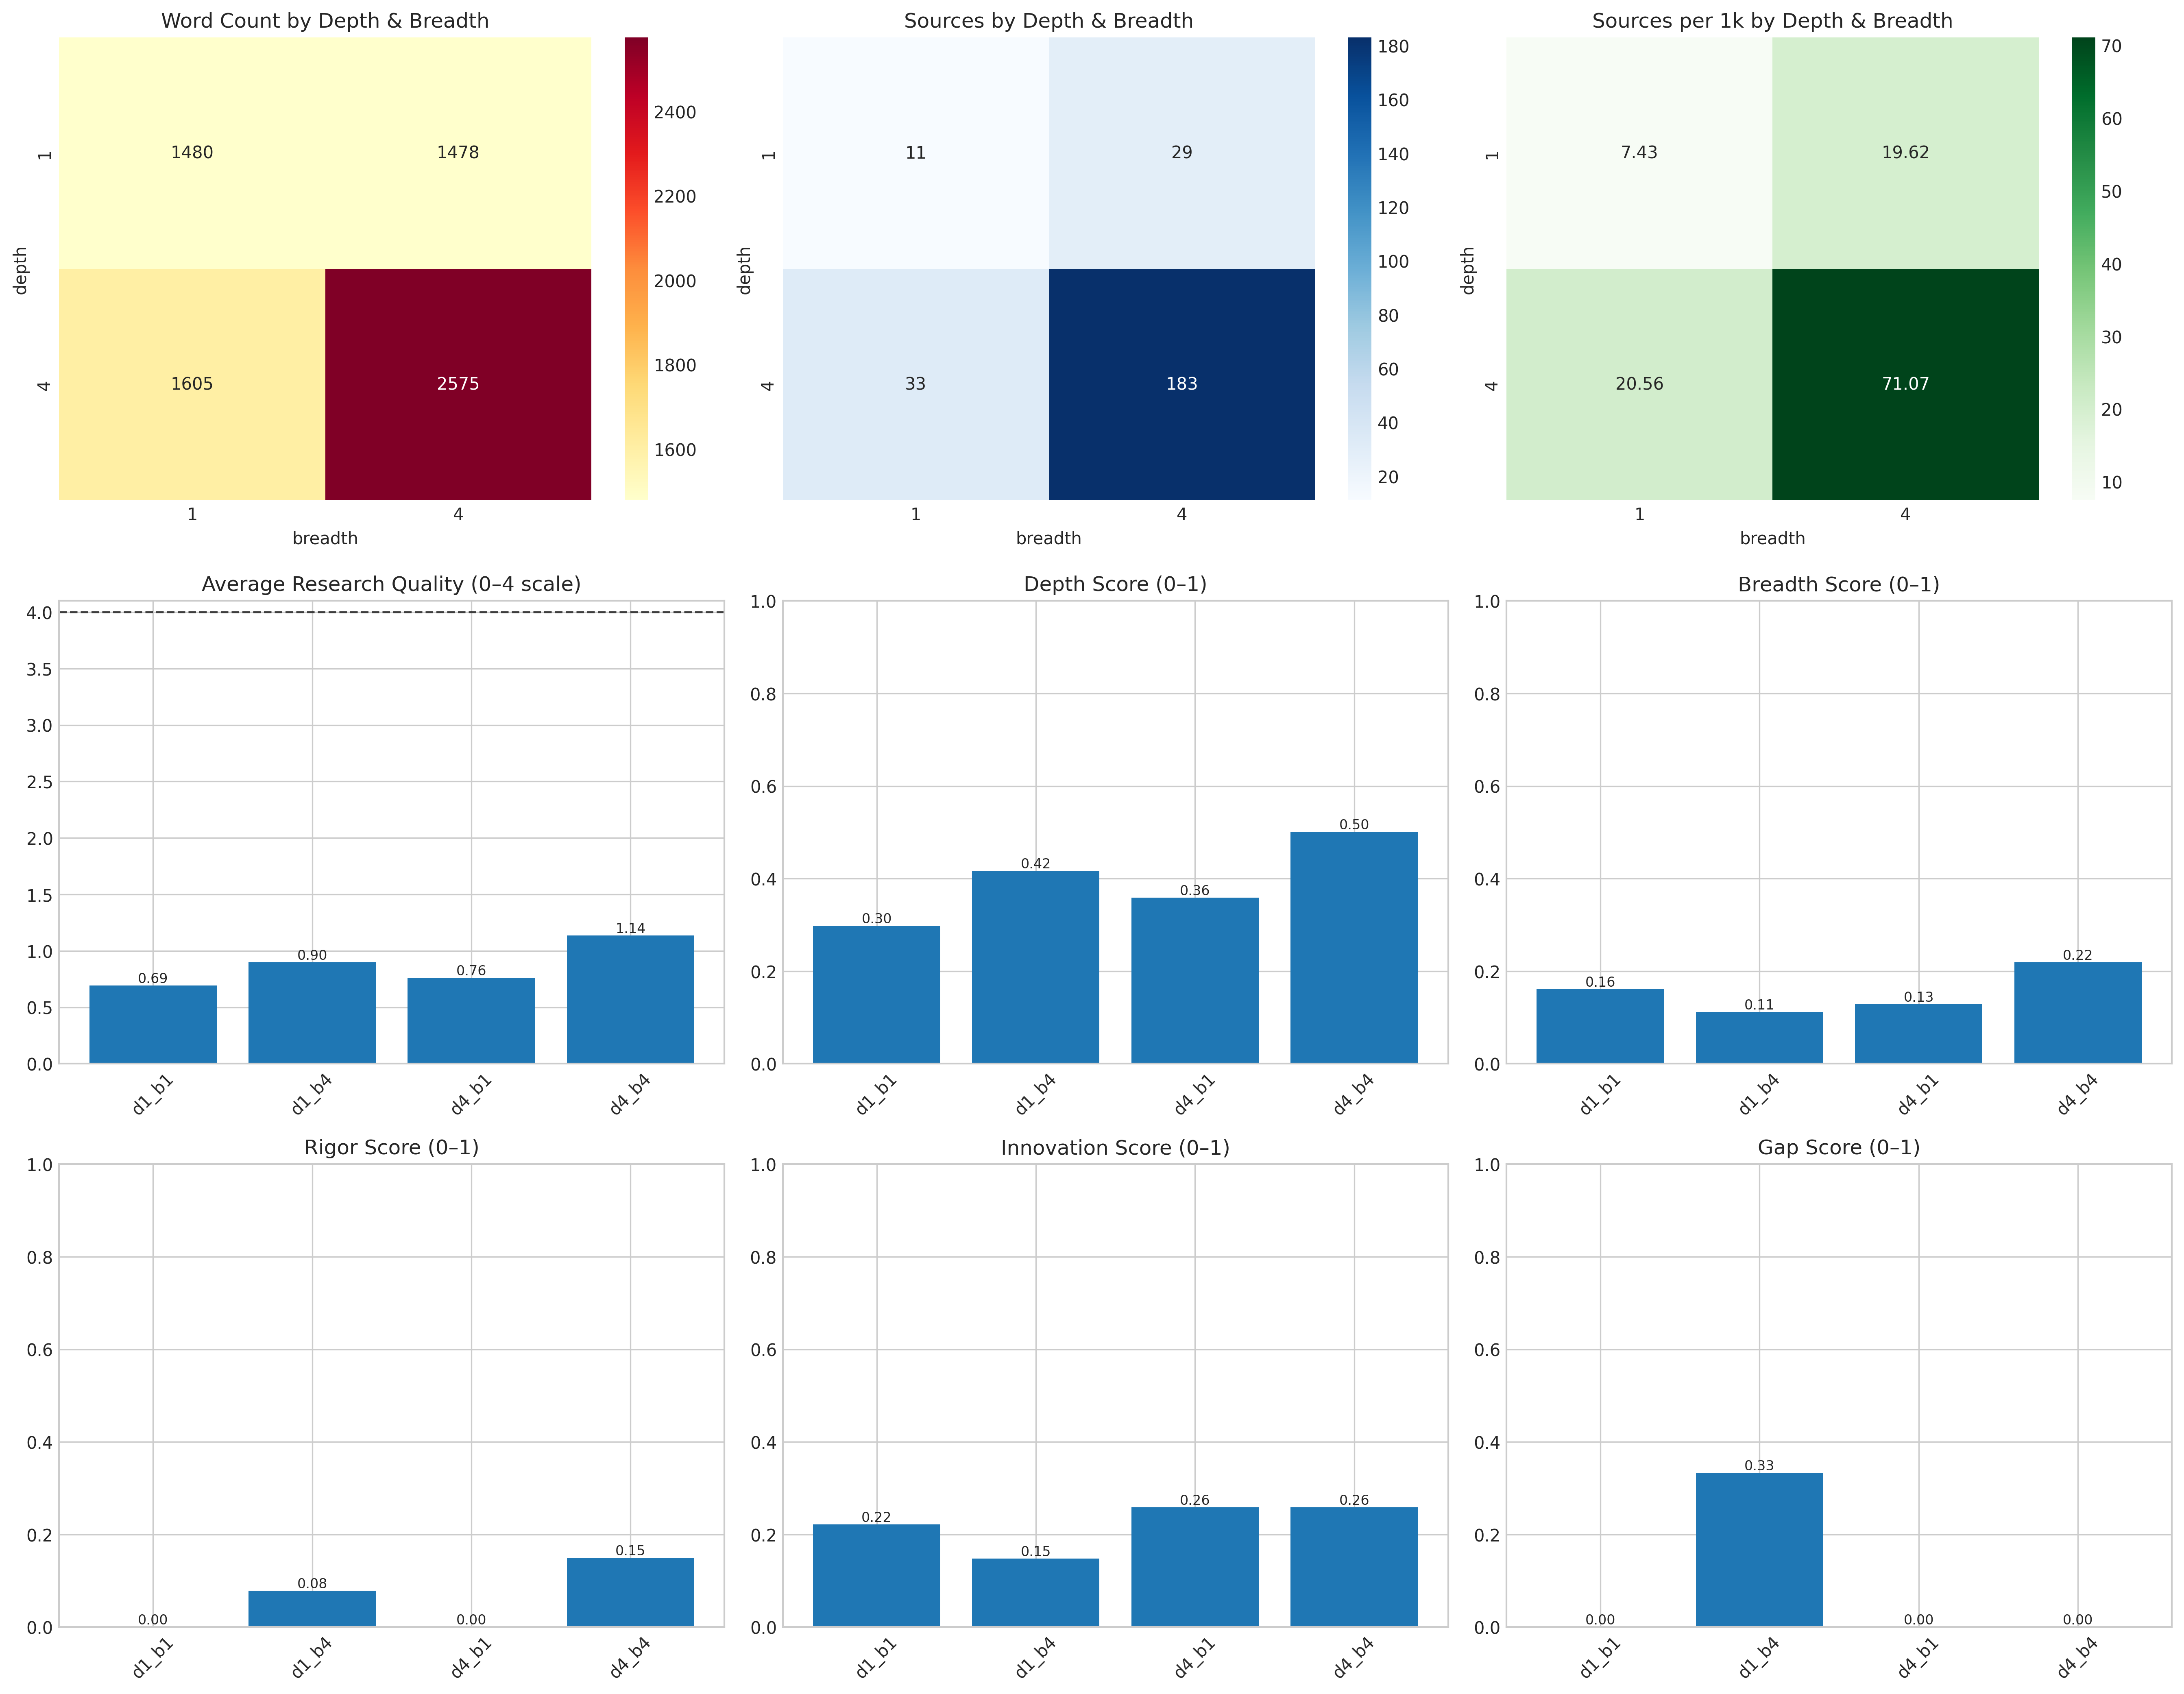 Word Count by Depth & Breadth
1480 1478
1605 2575
1
4
depth
1 4
breadth
2400
2200
2000
1800
1600
Sources by Depth & Breadth
11 29
33 183
1
4
depth
1 4
breadth
180
160
140
120
100
80
60
40
20
Sources per 1k by Depth & Breadth
7.43 19.62
20.56 71.07
1
4
depth
1 4
breadth
70
60
50
40
30
20
10
Average Research Quality (0–4 scale)
4.0
3.5
3.0
2.5
2.0
1.5
1.0
0.5
0.0
0.69 0.90 0.76 1.14
d1_b1 d1_b4 d4_b1 d4_b4
Depth Score (0–1)
1.0
0.8
0.6
0.4
0.2
0.0
0.30 0.42 0.36 0.50
d1_b1 d1_b4 d4_b1 d4_b4
Breadth Score (0–1)
1.0
0.8
0.6
0.4
0.2
0.0
0.16 0.11 0.13 0.22
d1_b1 d1_b4 d4_b1 d4_b4
Rigor Score (0–1)
1.0
0.8
0.6
0.4
0.2
0.0
0.00 0.08 0.00 0.15
d1_b1 d1_b4 d4_b1 d4_b4
Innovation Score (0–1)
1.0
0.8
0.6
0.4
0.2
0.0
0.22 0.15 0.26 0.26
d1_b1 d1_b4 d4_b1 d4_b4
Gap Score (0–1)
1.0
0.8
0.6
0.4
0.2
0.0
0.00 0.33 0.00 0.00
d1_b1 d1_b4 d4_b1 d4_b4